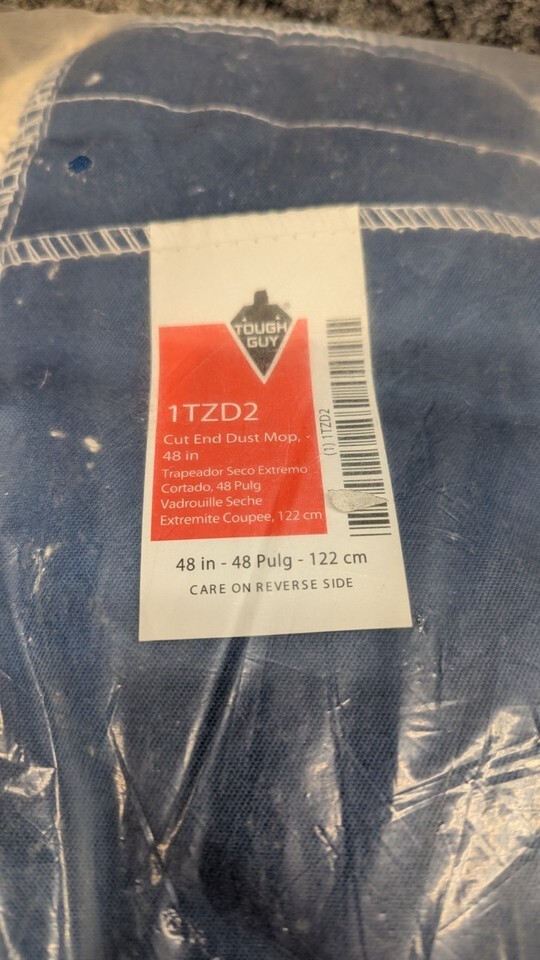 TOUGH
GUY
®
1TZD2
Cut End Dust Mop, -
48 in
Trapeador Seco Extremo
Cortado, 48 Pulg
Vadrouille Seche
Extremite Coupee, 122 cm
(1) 1TZD2
48 in - 48 Pulg - 122 cm
CARE ON REVERSE SIDE